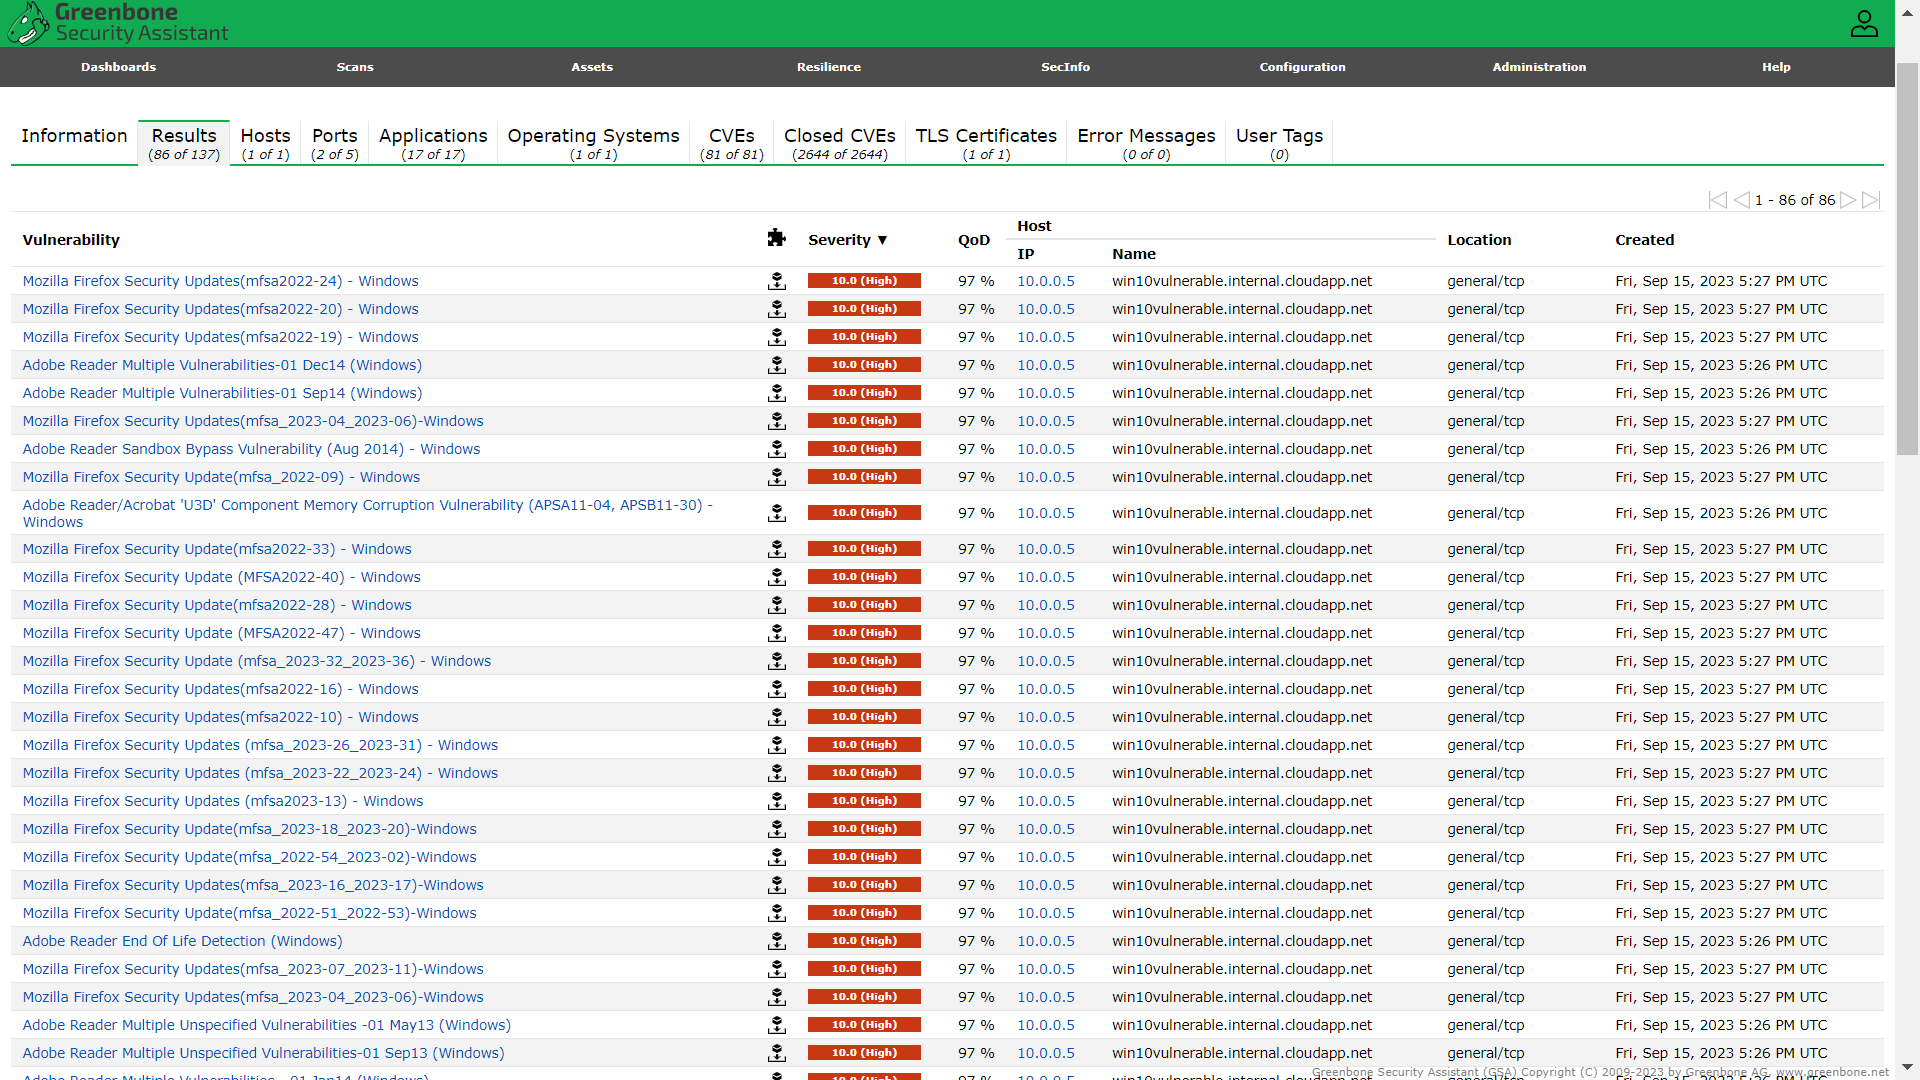 Greenbone
Security Assistant
Dashboards Scans Assets Resilience SecInfo Configuration Administration Help
Information Results Hosts Ports Applications Operating Systems CVEs Closed CVEs TLS Certificates Error Messages User Tags
(86 of 137) (1 of 1) (2 of 5) (17 of 17) (1 of 1) (81 of 81) (2644 of 2644) (1 of 1) (0 of 0) (0)
1 - 86 of 86
Host
Vulnerability Severity ▼ QoD Location Created
IP Name
Mozilla Firefox Security Updates(mfsa2022-24) - Windows 10.0 (High) 97 % 10.0.0.5 win10vulnerable.internal.cloudapp.net general/tcp Fri, Sep 15, 2023 5:27 PM UTC
Mozilla Firefox Security Updates(mfsa2022-20) - Windows 10.0 (High) 97 % 10.0.0.5 win10vulnerable.internal.cloudapp.net general/tcp Fri, Sep 15, 2023 5:27 PM UTC
Mozilla Firefox Security Updates(mfsa2022-19) - Windows 10.0 (High) 97 % 10.0.0.5 win10vulnerable.internal.cloudapp.net general/tcp Fri, Sep 15, 2023 5:27 PM UTC
Adobe Reader Multiple Vulnerabilities-01 Dec14 (Windows) 10.0 (High) 97 % 10.0.0.5 win10vulnerable.internal.cloudapp.net general/tcp Fri, Sep 15, 2023 5:26 PM UTC
Adobe Reader Multiple Vulnerabilities-01 Sep14 (Windows) 10.0 (High) 97 % 10.0.0.5 win10vulnerable.internal.cloudapp.net general/tcp Fri, Sep 15, 2023 5:26 PM UTC
Mozilla Firefox Security Updates(mfsa_2023-04_2023-06)-Windows 10.0 (High) 97 % 10.0.0.5 win10vulnerable.internal.cloudapp.net general/tcp Fri, Sep 15, 2023 5:27 PM UTC
Adobe Reader Sandbox Bypass Vulnerability (Aug 2014) - Windows 10.0 (High) 97 % 10.0.0.5 win10vulnerable.internal.cloudapp.net general/tcp Fri, Sep 15, 2023 5:26 PM UTC
Mozilla Firefox Security Update(mfsa_2022-09) - Windows 10.0 (High) 97 % 10.0.0.5 win10vulnerable.internal.cloudapp.net general/tcp Fri, Sep 15, 2023 5:27 PM UTC
Adobe Reader/Acrobat 'U3D' Component Memory Corruption Vulnerability (APSA11-04, APSB11-30) -
Windows 10.0 (High) 97 % 10.0.0.5 win10vulnerable.internal.cloudapp.net general/tcp Fri, Sep 15, 2023 5:26 PM UTC
Mozilla Firefox Security Update(mfsa2022-33) - Windows 10.0 (High) 97 % 10.0.0.5 win10vulnerable.internal.cloudapp.net general/tcp Fri, Sep 15, 2023 5:27 PM UTC
Mozilla Firefox Security Update (MFSA2022-40) - Windows 10.0 (High) 97 % 10.0.0.5 win10vulnerable.internal.cloudapp.net general/tcp Fri, Sep 15, 2023 5:27 PM UTC
Mozilla Firefox Security Update(mfsa2022-28) - Windows 10.0 (High) 97 % 10.0.0.5 win10vulnerable.internal.cloudapp.net general/tcp Fri, Sep 15, 2023 5:27 PM UTC
Mozilla Firefox Security Update (MFSA2022-47) - Windows 10.0 (High) 97 % 10.0.0.5 win10vulnerable.internal.cloudapp.net general/tcp Fri, Sep 15, 2023 5:27 PM UTC
Mozilla Firefox Security Update (mfsa_2023-32_2023-36) - Windows 10.0 (High) 97 % 10.0.0.5 win10vulnerable.internal.cloudapp.net general/tcp Fri, Sep 15, 2023 5:27 PM UTC
Mozilla Firefox Security Updates(mfsa2022-16) - Windows 10.0 (High) 97 % 10.0.0.5 win10vulnerable.internal.cloudapp.net general/tcp Fri, Sep 15, 2023 5:27 PM UTC
Mozilla Firefox Security Updates(mfsa2022-10) - Windows 10.0 (High) 97 % 10.0.0.5 win10vulnerable.internal.cloudapp.net general/tcp Fri, Sep 15, 2023 5:27 PM UTC
Mozilla Firefox Security Updates (mfsa_2023-26_2023-31) - Windows 10.0 (High) 97 % 10.0.0.5 win10vulnerable.internal.cloudapp.net general/tcp Fri, Sep 15, 2023 5:27 PM UTC
Mozilla Firefox Security Updates (mfsa_2023-22_2023-24) - Windows 10.0 (High) 97 % 10.0.0.5 win10vulnerable.internal.cloudapp.net general/tcp Fri, Sep 15, 2023 5:27 PM UTC
Mozilla Firefox Security Updates (mfsa2023-13) - Windows 10.0 (High) 97 % 10.0.0.5 win10vulnerable.internal.cloudapp.net general/tcp Fri, Sep 15, 2023 5:27 PM UTC
Mozilla Firefox Security Update(mfsa_2023-18_2023-20)-Windows 10.0 (High) 97 % 10.0.0.5 win10vulnerable.internal.cloudapp.net general/tcp Fri, Sep 15, 2023 5:27 PM UTC
Mozilla Firefox Security Update(mfsa_2022-54_2023-02)-Windows 10.0 (High) 97 % 10.0.0.5 win10vulnerable.internal.cloudapp.net general/tcp Fri, Sep 15, 2023 5:27 PM UTC
Mozilla Firefox Security Updates(mfsa_2023-16_2023-17)-Windows 10.0 (High) 97 % 10.0.0.5 win10vulnerable.internal.cloudapp.net general/tcp Fri, Sep 15, 2023 5:27 PM UTC
Mozilla Firefox Security Update(mfsa_2022-51_2022-53)-Windows 10.0 (High) 97 % 10.0.0.5 win10vulnerable.internal.cloudapp.net general/tcp Fri, Sep 15, 2023 5:27 PM UTC
Adobe Reader End Of Life Detection (Windows) 10.0 (High) 97 % 10.0.0.5 win10vulnerable.internal.cloudapp.net general/tcp Fri, Sep 15, 2023 5:26 PM UTC
Mozilla Firefox Security Updates(mfsa_2023-07_2023-11)-Windows 10.0 (High) 97 % 10.0.0.5 win10vulnerable.internal.cloudapp.net general/tcp Fri, Sep 15, 2023 5:27 PM UTC
Mozilla Firefox Security Updates(mfsa_2023-04_2023-06)-Windows 10.0 (High) 97 % 10.0.0.5 win10vulnerable.internal.cloudapp.net general/tcp Fri, Sep 15, 2023 5:27 PM UTC
Adobe Reader Multiple Unspecified Vulnerabilities -01 May13 (Windows) 10.0 (High) 97 % 10.0.0.5 win10vulnerable.internal.cloudapp.net general/tcp Fri, Sep 15, 2023 5:26 PM UTC
Adobe Reader Multiple Unspecified Vulnerabilities-01 Sep13 (Windows) 10.0 (High) 97 % 10.0.0.5 win10vulnerable.internal.cloudapp.net general/tcp Fri, Sep 15, 2023 5:26 PM UTC
Greenbone Security Assistant (GSA) Copyright (C) 2009-2023 by Greenbone AG, www.greenbone.net